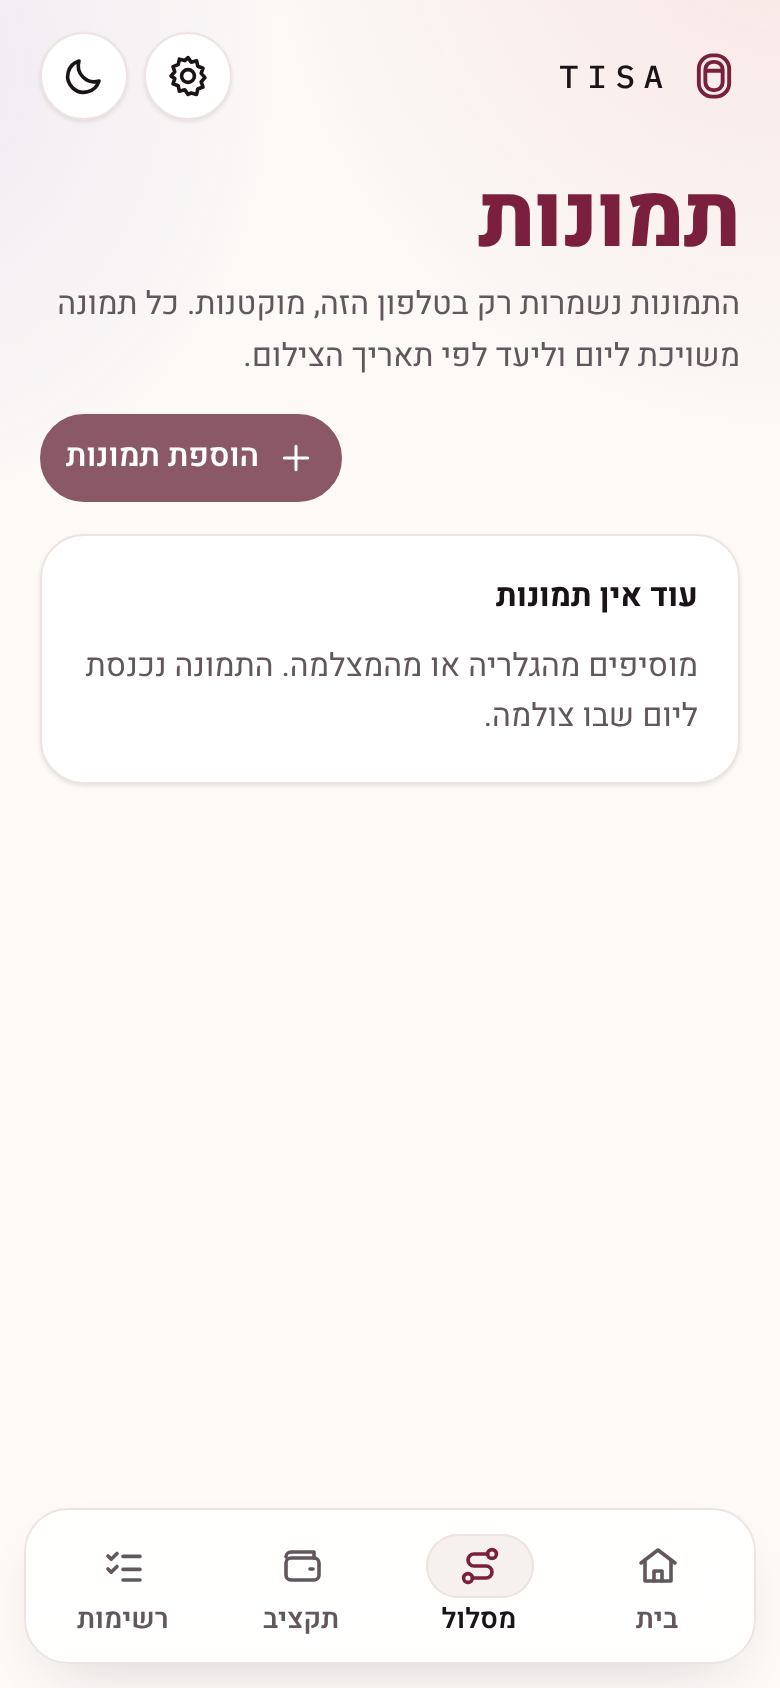 TISA
תמונות
התמונות נשמרות רק בטלפון הזה, מוקטנות. כל תמונה
משויכת ליום וליעד לפי תאריך הצילום.
הוספת תמונות
עוד אין תמונות
מוסיפים מהגלריה או מהמצלמה. התמונה נכנסת
ליום שבו צולמה.
בית
מסלול
תקציב
רשימות